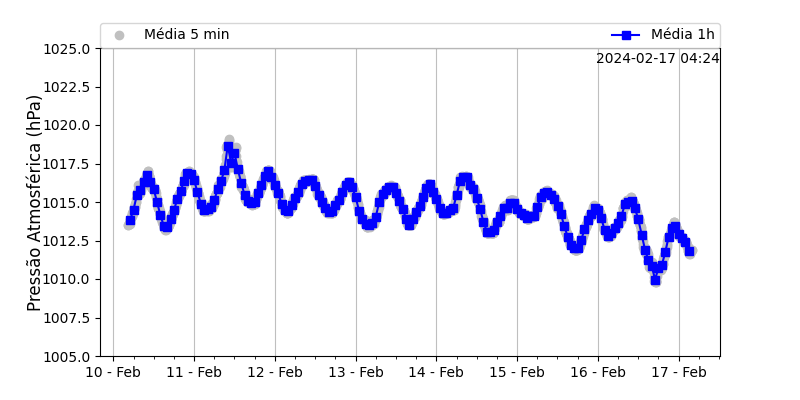 Média 5 min
Média 1h
2024-02-17 04:24
Pressão Atmosférica (hPa)
1025.0
1022.5
1020.0
1017.5
1015.0
1012.5
1010.0
1007.5
1005.0
10 - Feb
11 - Feb
12 - Feb
13 - Feb
14 - Feb
15 - Feb
16 - Feb
17 - Feb